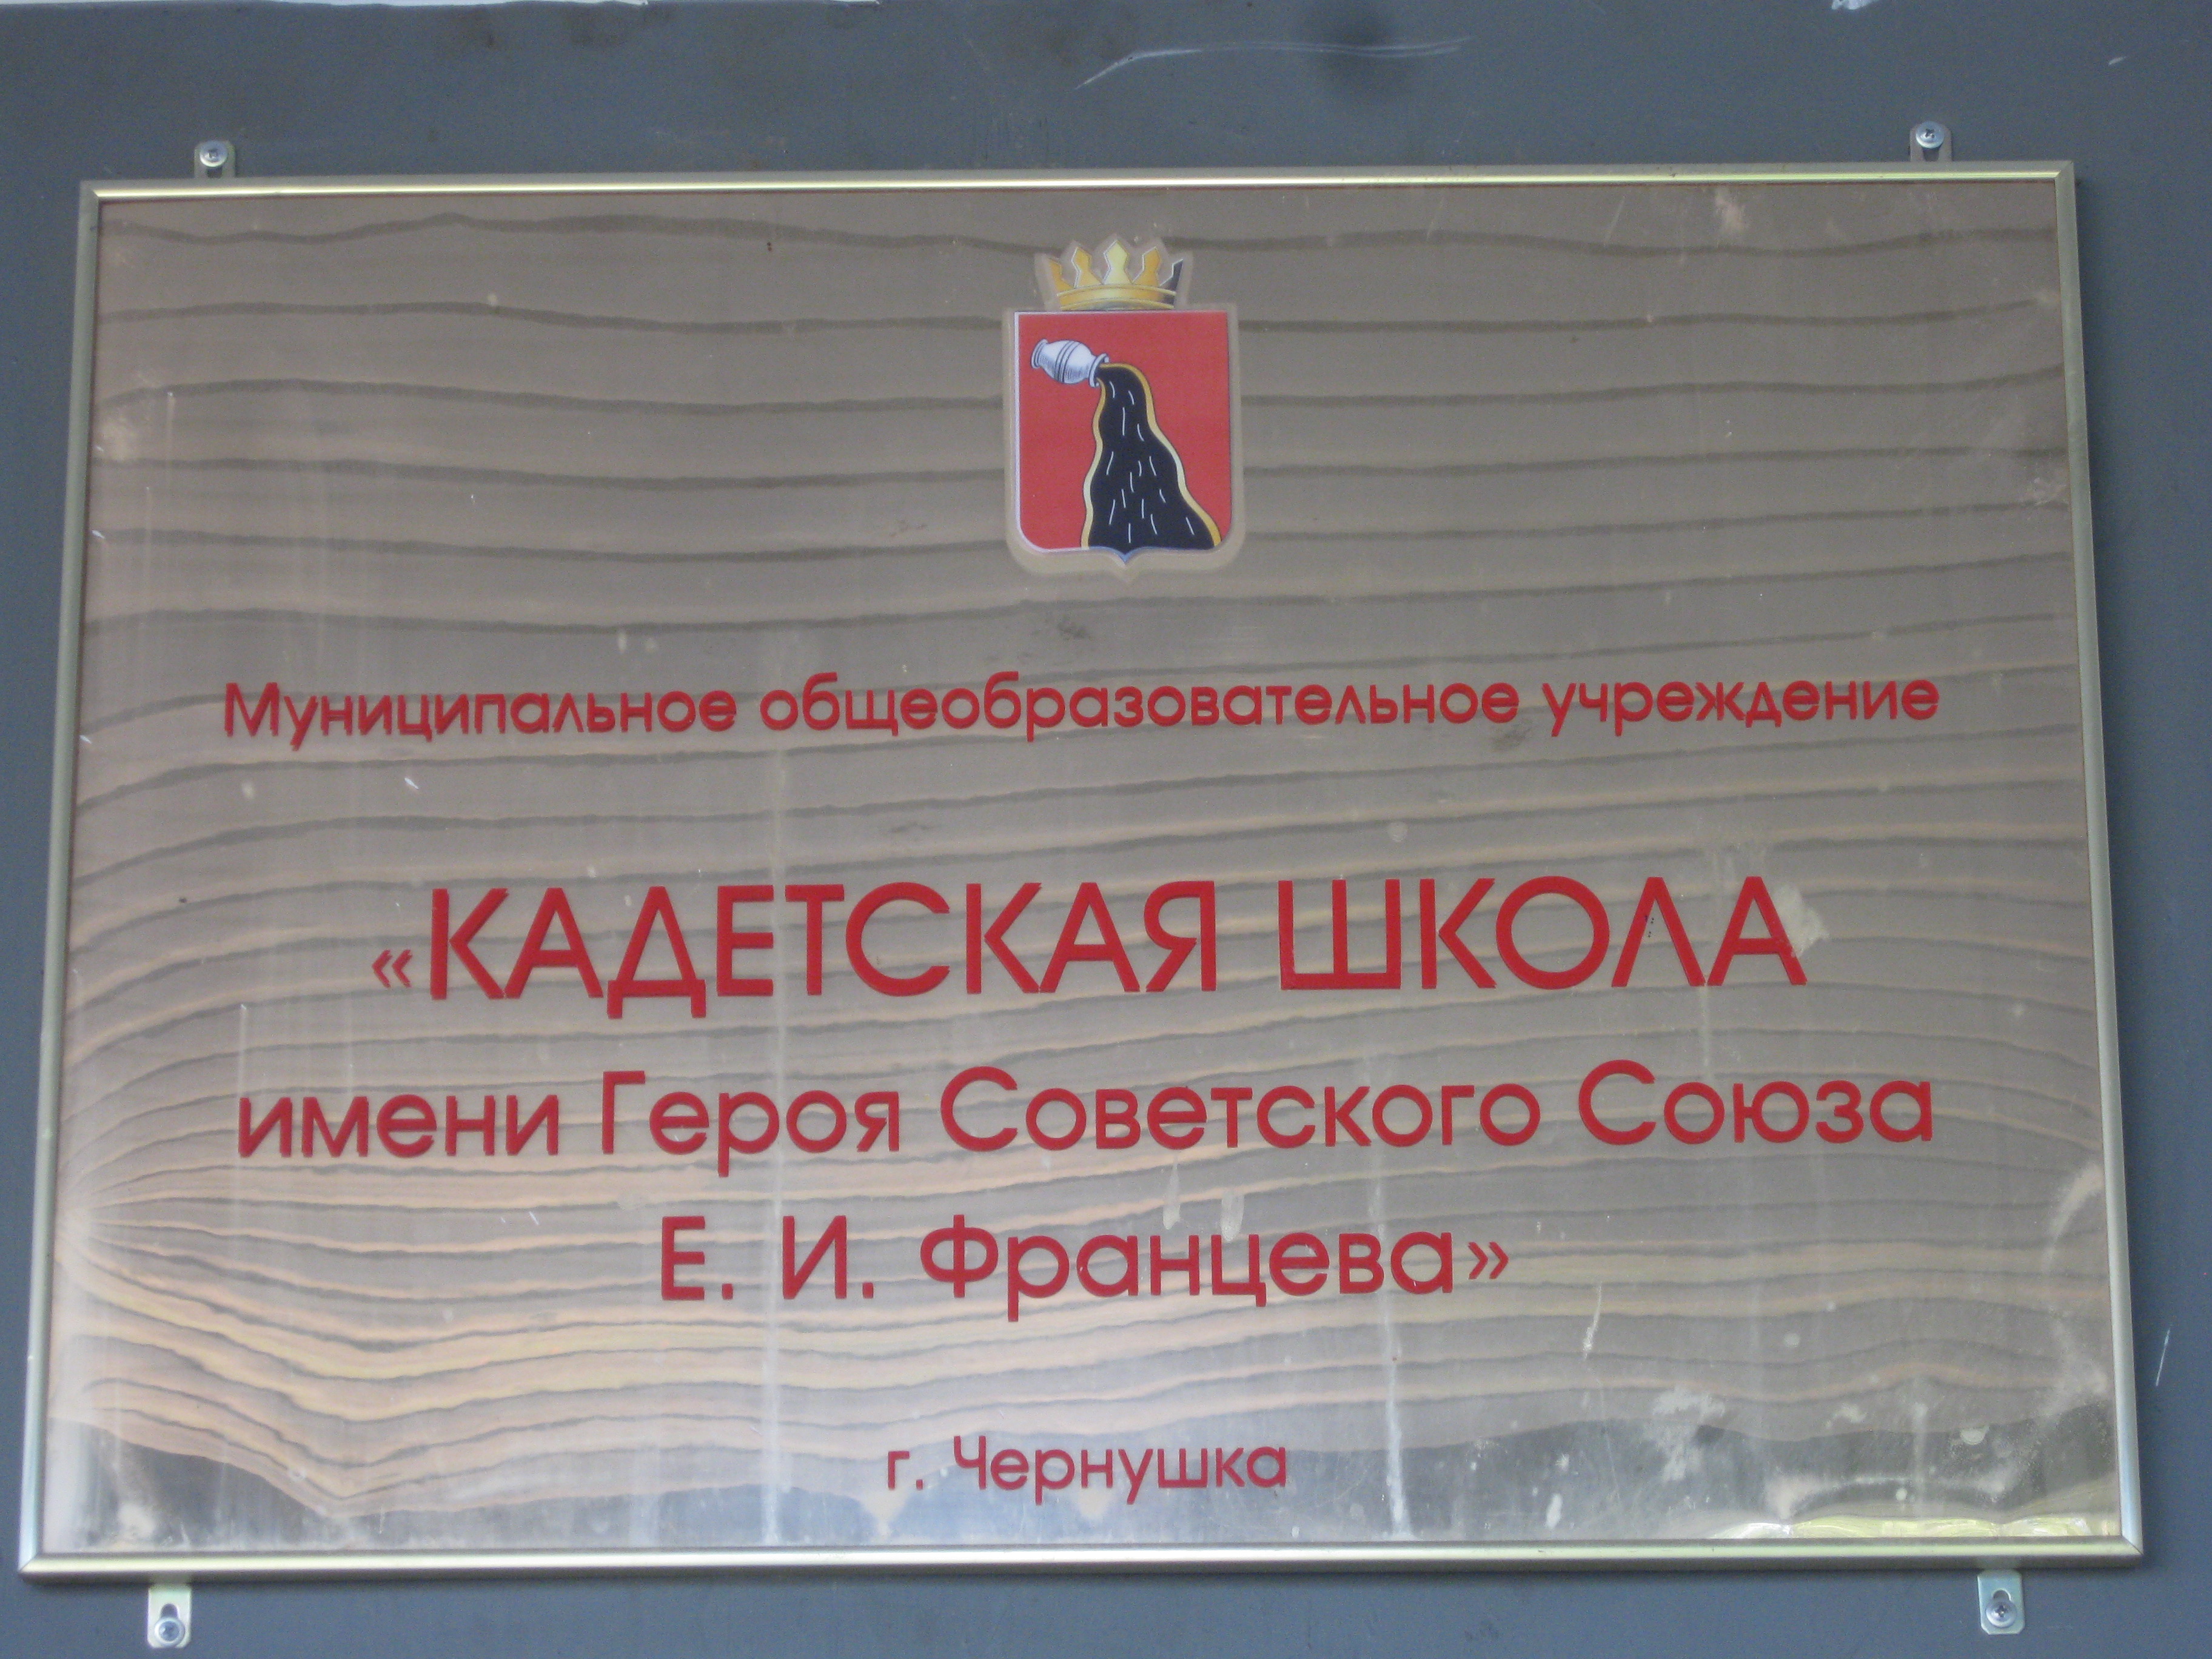 Муниципальное общеобразовательное учреждение
«КАДЕТСКАЯ ШКОЛА
имени Героя Советского Союза
Е. И. Францева»
г. Чернушка